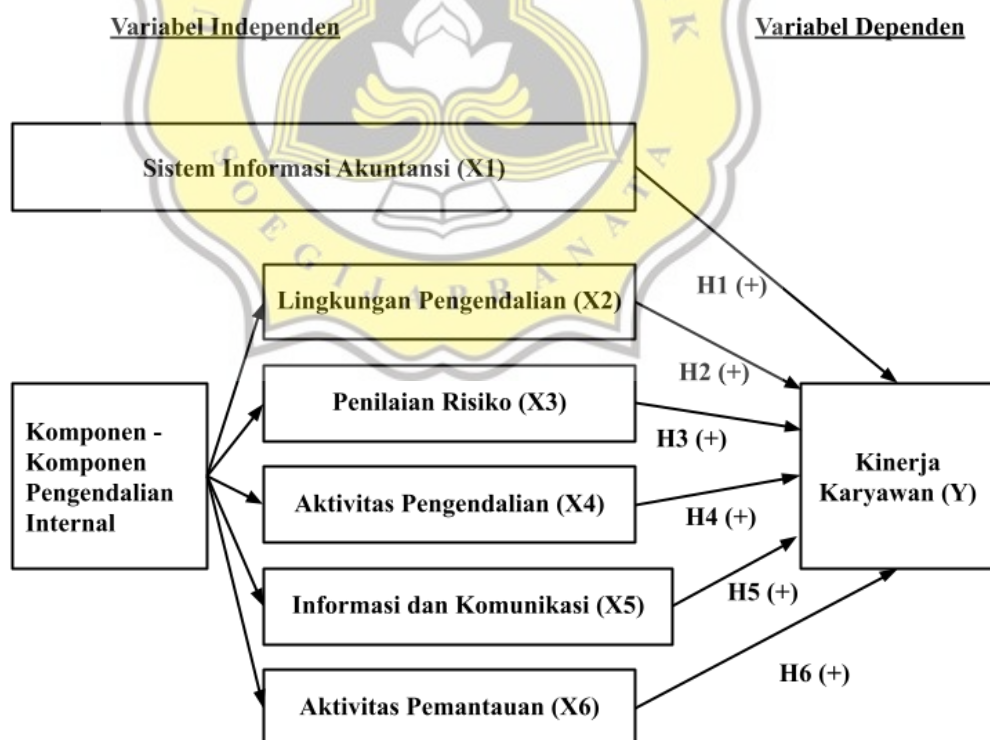 Variabel Independen
Variabel Dependen
Sistem Informasi Akuntansi (X1)
SOEGIJAPRANATA
H1 (+)
Lingkungan Pengendalian (X2)
H2 (+)
Penilaian Risiko (X3)
H3 (+)
Komponen -
Komponen
Pengendalian
Internal
Kinerja
Karyawan (Y)
Aktivitas Pengendalian (X4)
H4 (+)
Informasi dan Komunikasi (X5)
H5 (+)
Aktivitas Pemantauan (X6)
H6 (+)